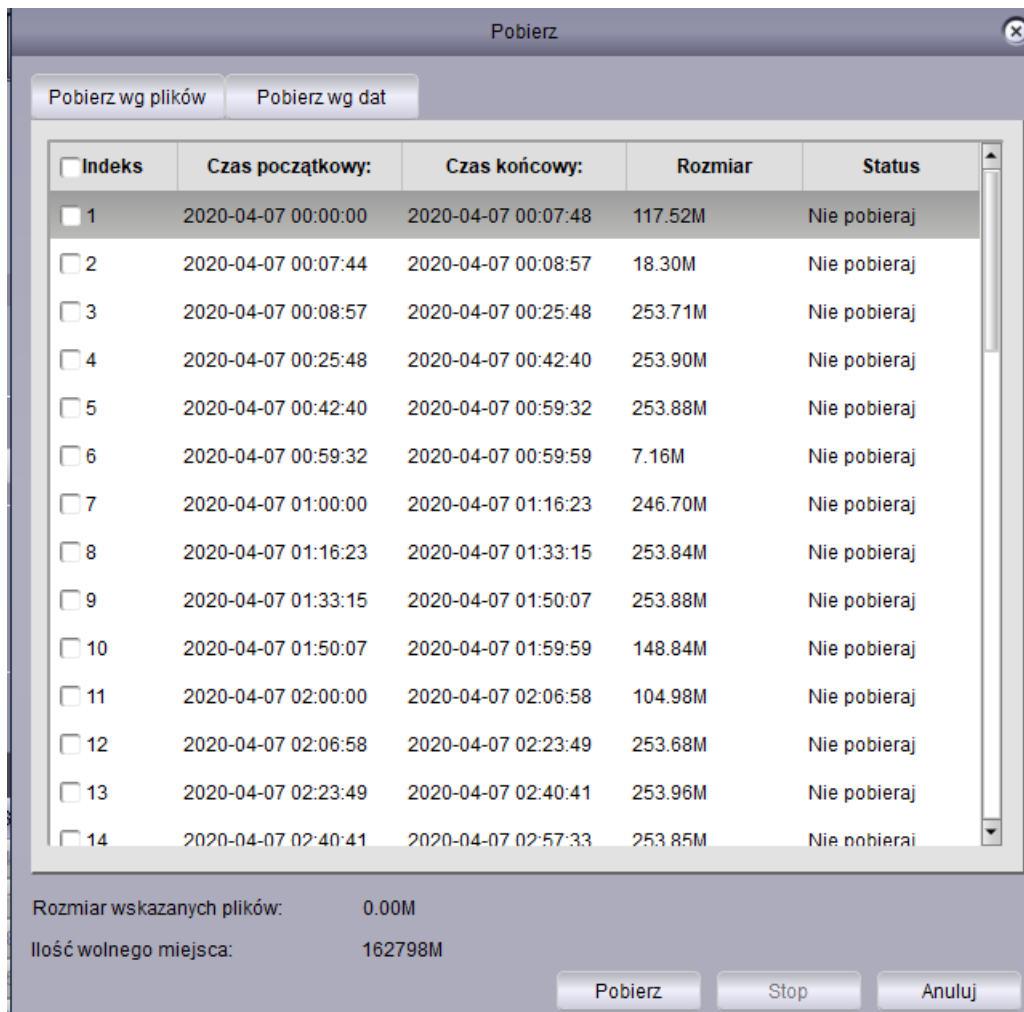 Pobierz
Pobierz wg plików Pobierz wg dat
Indeks Czas początkowy: Czas końcowy: Rozmiar Status
1 2020-04-07 00:00:00 2020-04-07 00:07:48 117.52M Nie pobieraj
2 2020-04-07 00:07:44 2020-04-07 00:08:57 18.30M Nie pobieraj
3 2020-04-07 00:08:57 2020-04-07 00:25:48 253.71M Nie pobieraj
4 2020-04-07 00:25:48 2020-04-07 00:42:40 253.90M Nie pobieraj
5 2020-04-07 00:42:40 2020-04-07 00:59:32 253.88M Nie pobieraj
6 2020-04-07 00:59:32 2020-04-07 00:59:59 7.16M Nie pobieraj
7 2020-04-07 01:00:00 2020-04-07 01:16:23 246.70M Nie pobieraj
8 2020-04-07 01:16:23 2020-04-07 01:33:15 253.84M Nie pobieraj
9 2020-04-07 01:33:15 2020-04-07 01:50:07 253.88M Nie pobieraj
10 2020-04-07 01:50:07 2020-04-07 01:59:59 148.84M Nie pobieraj
11 2020-04-07 02:00:00 2020-04-07 02:06:58 104.98M Nie pobieraj
12 2020-04-07 02:06:58 2020-04-07 02:23:49 253.68M Nie pobieraj
13 2020-04-07 02:23:49 2020-04-07 02:40:41 253.96M Nie pobieraj
14 2020-04-07 02:40:41 2020-04-07 02:57:33 253.85M Nie pobieraj
Rozmiar wskazanych plików: 0.00M
Ilość wolnego miejsca: 162798M
Pobierz Stop Anuluj